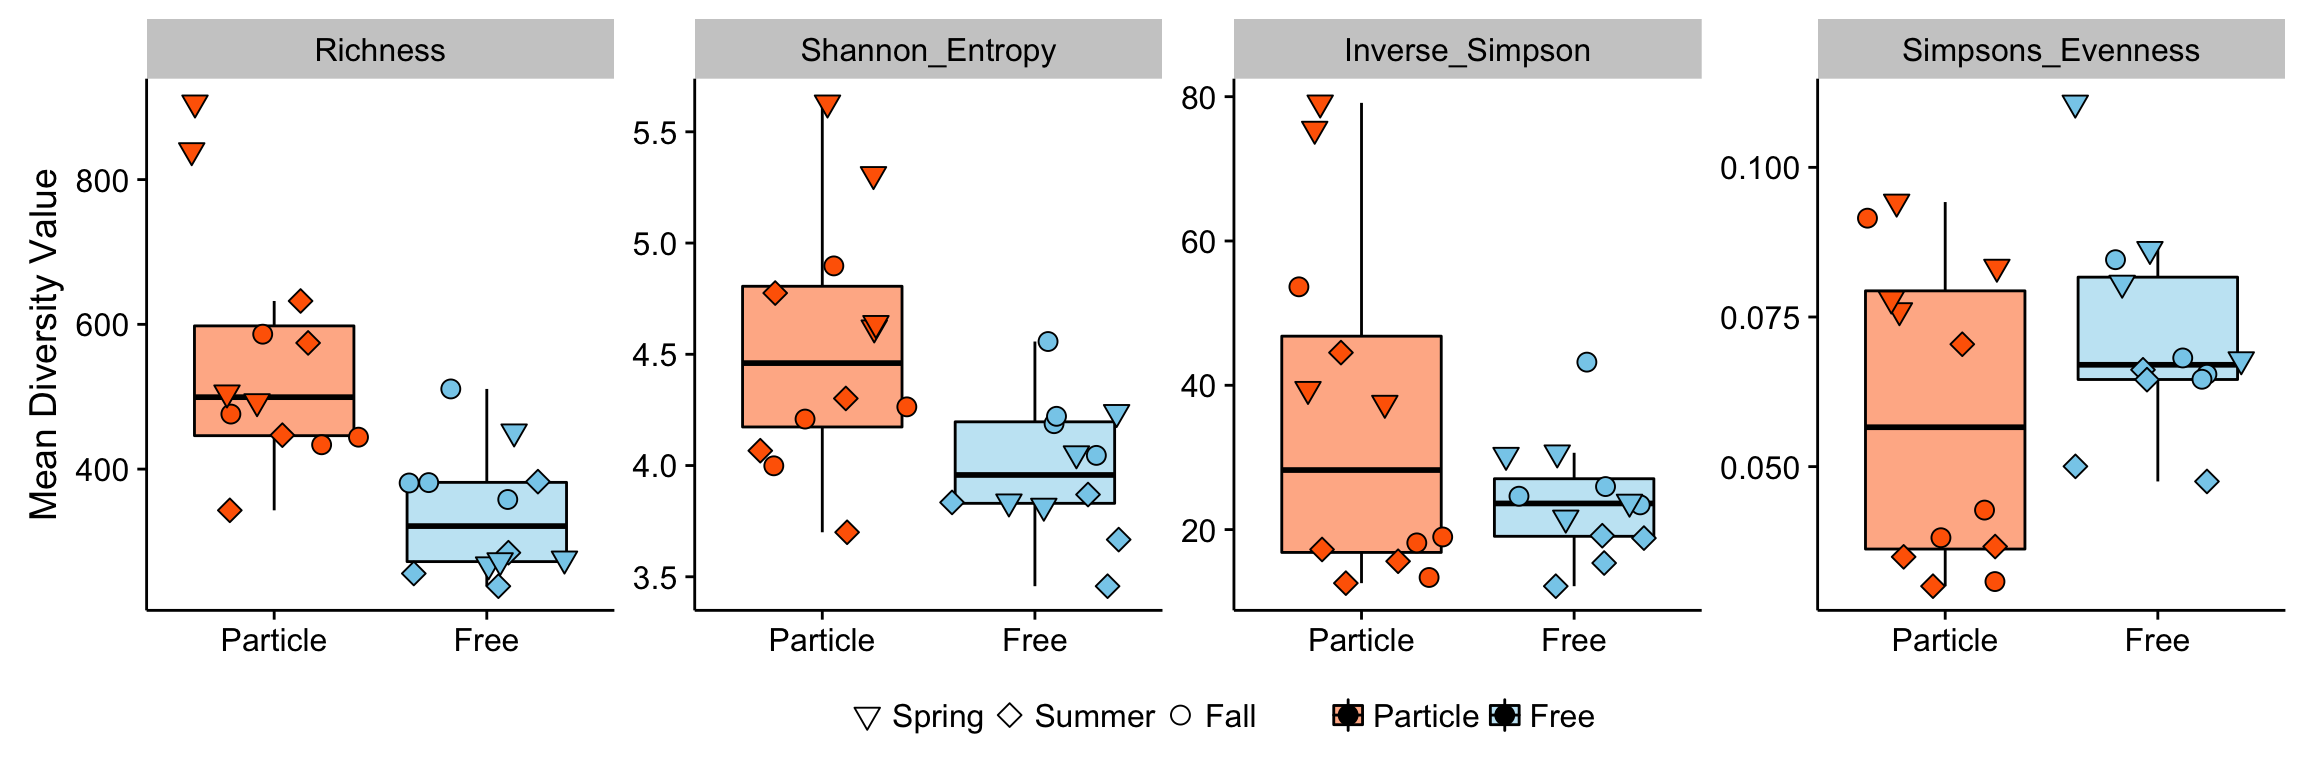 Richness
Shannon_Entropy
Inverse_Simpson
Simpsons_Evenness
Mean Diversity Value
800
600
400
5.5
5.0
4.5
4.0
3.5
80
60
40
20
0.100
0.075
0.050
Particle Free
Particle Free
Particle Free
Particle Free
Spring Summer Fall Particle Free